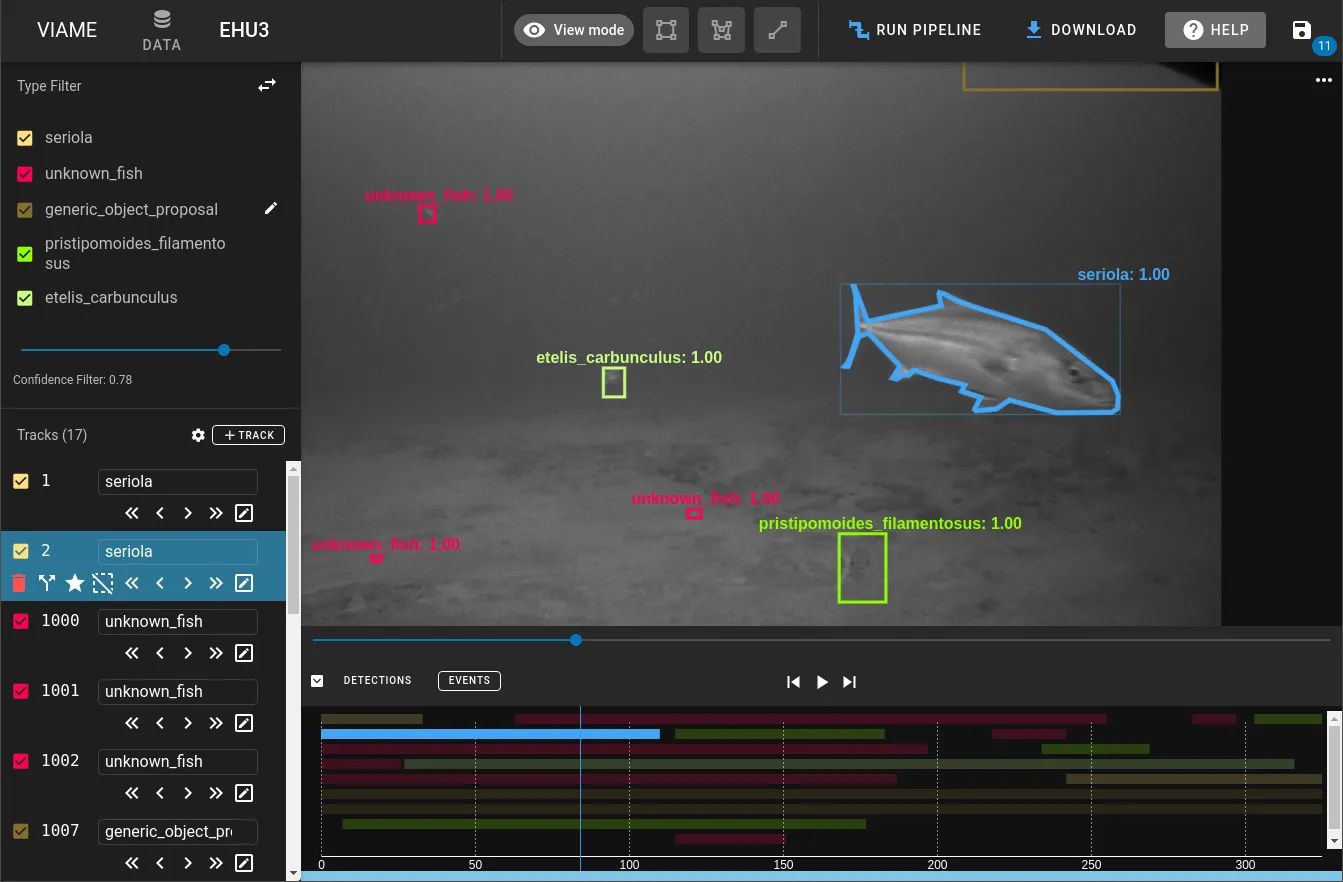 VIAME
DATA
EHU3
View mode
RUN PIPELINE
DOWNLOAD
HELP
11
Type Filter
seriola
unknown_fish
generic_object_proposal
pristipomoides_filamento
sus
etelis_carbunculus
Confidence Filter: 0.78
Tracks (17)
+ TRACK
1 seriola
2 seriola
1000 unknown_fish
1001 unknown_fish
1002 unknown_fish
1007 generic_object_pr
unknown_fish: 1.00
seriola: 1.00
etelis_carbunculus: 1.00
unknown_fish: 1.00
pristipomoides_filamentosus: 1.00
unknown_fish: 1.00
DETECTIONS
EVENTS
0 50 100 150 200 250 300